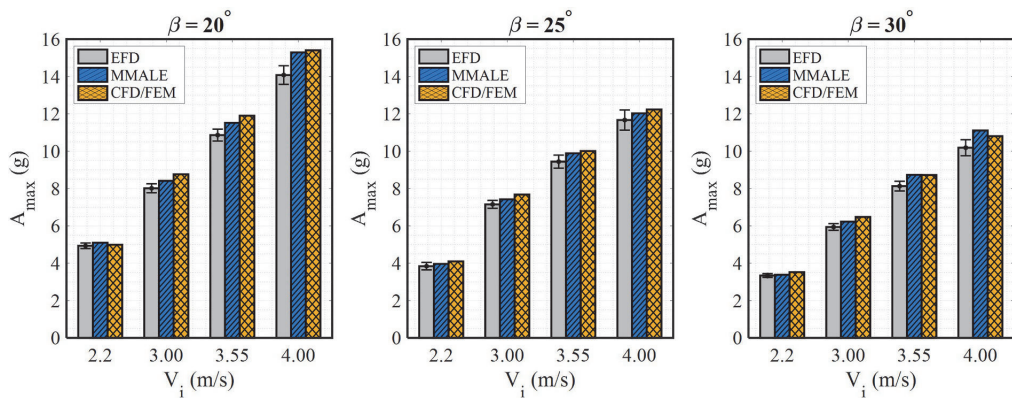 β = 20°
16
14
12
10
8
6
4
2
0
A_max (g)
EFD
MMALE
CFD/FEM
2.2 3.00 3.55 4.00
V_i (m/s)
β = 25°
16
14
12
10
8
6
4
2
0
A_max (g)
EFD
MMALE
CFD/FEM
2.2 3.00 3.55 4.00
V_i (m/s)
β = 30°
16
14
12
10
8
6
4
2
0
A_max (g)
EFD
MMALE
CFD/FEM
2.2 3.00 3.55 4.00
V_i (m/s)